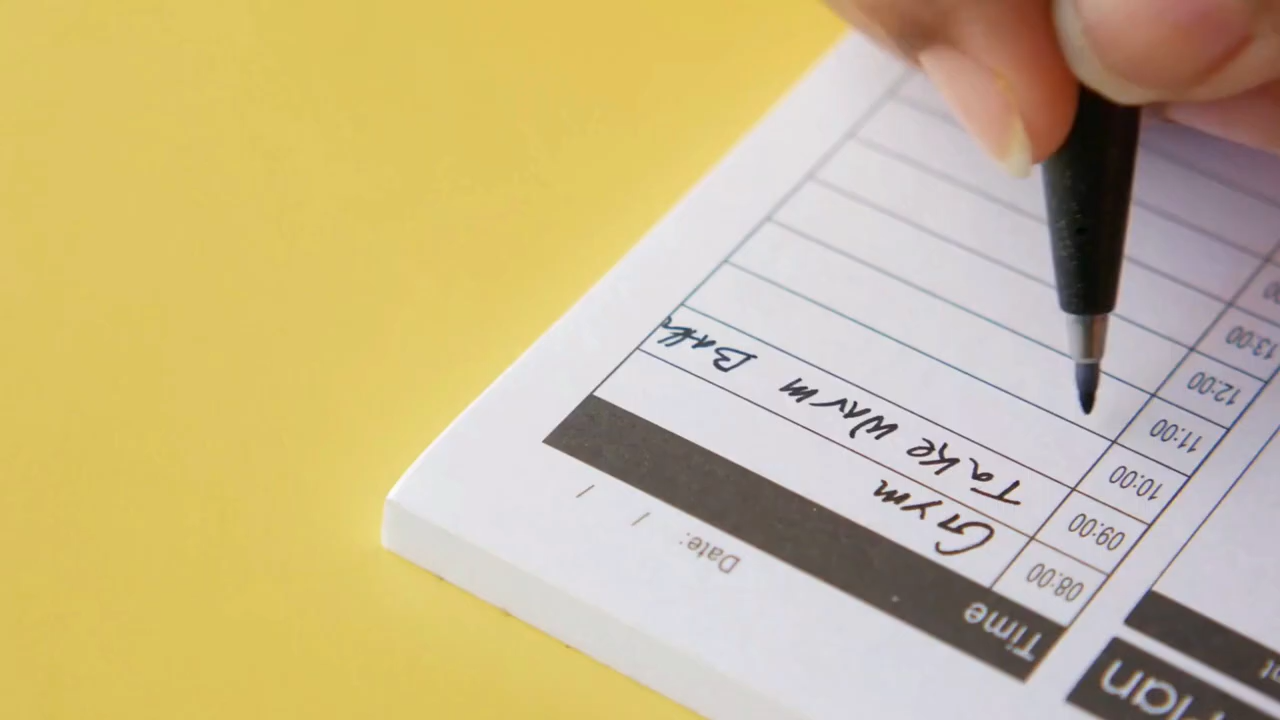 Date: / /
Time
08:00 Gym
09:00 Take Warm
10:00
11:00
12:00
13:00